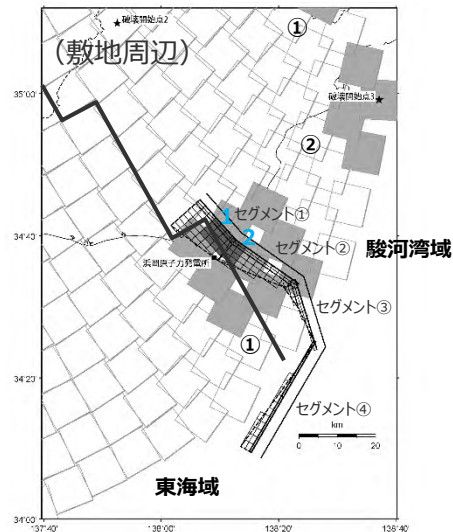 ①
破壊開始点2
（敷地周辺）
35°00'
破壊開始点3
②
1
セグメント①
2
セグメント②
34°40'
駿河湾域
浜岡原子力発電所
セグメント③
①
34°20'
セグメント④
km
0 10 20
東海域
34°00'
137°40' 138°00' 138°20' 138°40'